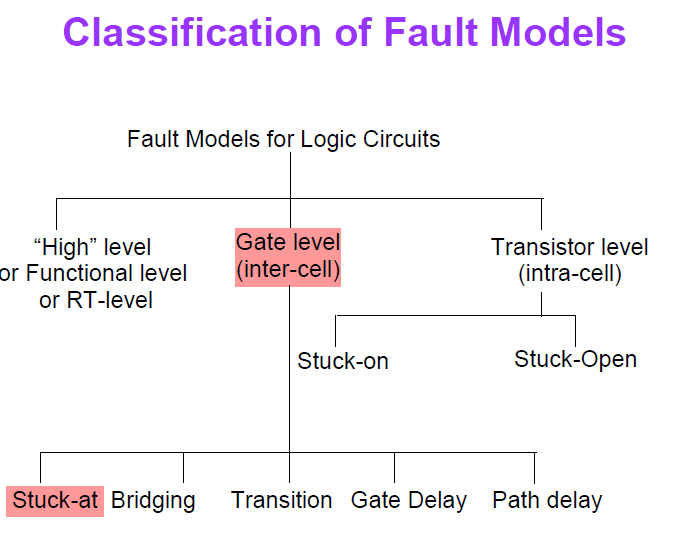 Classification of Fault Models
Fault Models for Logic Circuits
“High” level
or Functional level
or RT-level
Gate level
(inter-cell)
Transistor level
(intra-cell)
Stuck-on
Stuck-Open
Stuck-at
Bridging
Transition
Gate Delay
Path delay